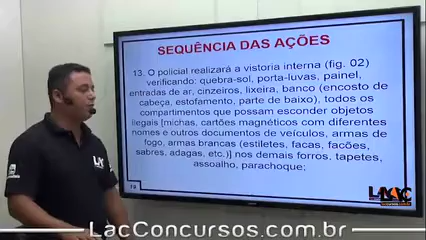 SEQUÊNCIA DAS AÇÕES
13. O policial realizará a vistoria interna (fig. 02)
verificando: quebra-sol, porta-luvas, painel,
entradas de ar, cinzeiros, lixeira, banco (encosto de
cabeça, estofamento, parte de baixo), todos os
compartimentos que possam esconder objetos
ilegais [michas, cartões magnéticos com diferentes
nomes e outros documentos de veículos, armas de
fogo, armas brancas (estiletes, facas, facões,
sabres, adagas, etc.)] nos demais forros, tapetes,
assoalho, parachoque;
LacConcursos.com.br